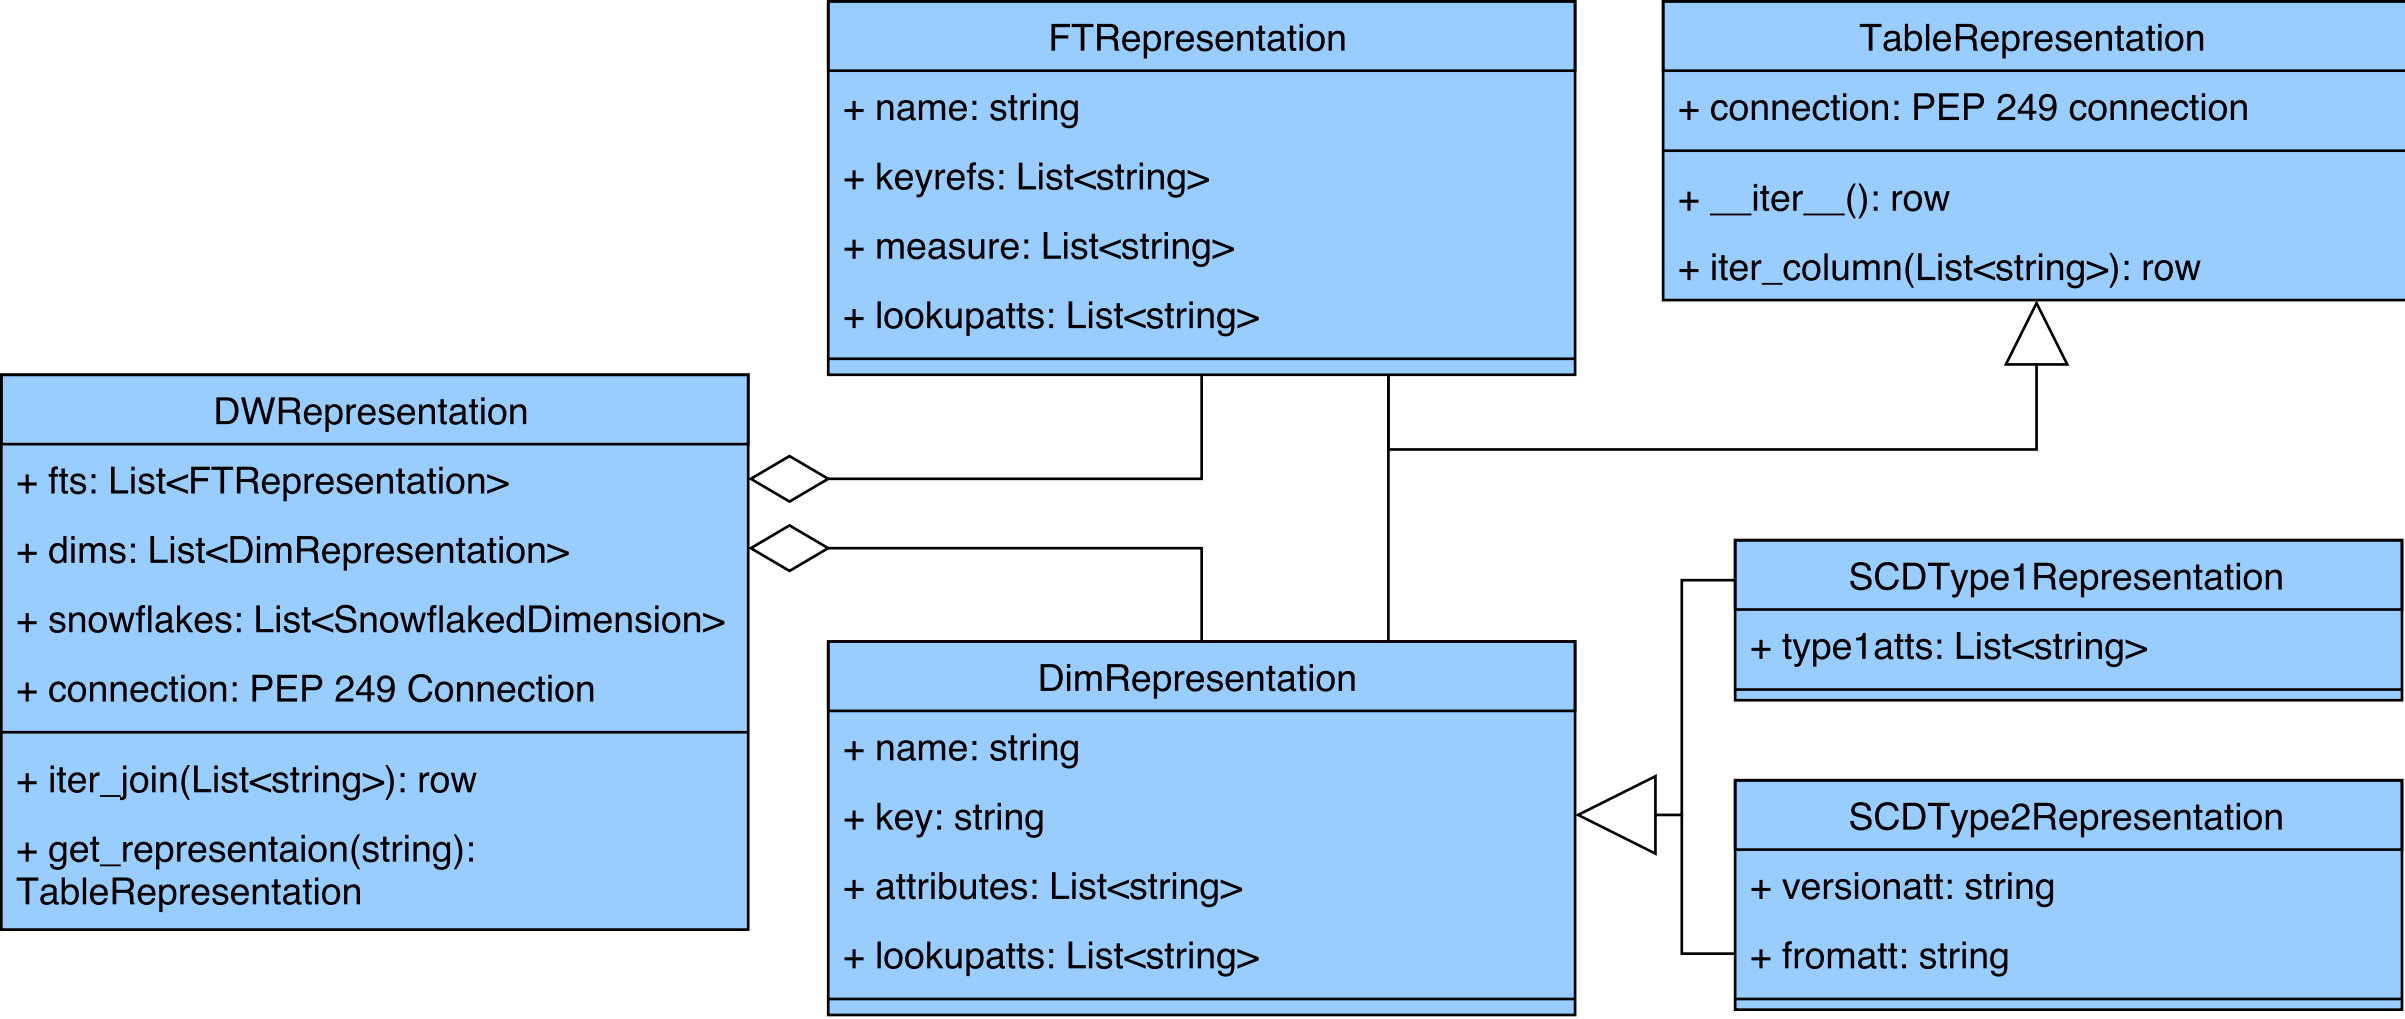 FTRepresentation
+ name: string
+ keyrefs: List<string>
+ measure: List<string>
+ lookupatts: List<string>
TableRepresentation
+ connection: PEP 249 connection
+ __iter__(): row
+ iter_column(List<string>): row
DWRepresentation
+ fts: List<FTRepresentation>
+ dims: List<DimRepresentation>
+ snowflakes: List<SnowflakedDimension>
+ connection: PEP 249 Connection
+ iter_join(List<string>): row
+ get_representaion(string):
TableRepresentation
DimRepresentation
+ name: string
+ key: string
+ attributes: List<string>
+ lookupatts: List<string>
SCDType1Representation
+ type1atts: List<string>
SCDType2Representation
+ versionatt: string
+ fromatt: string